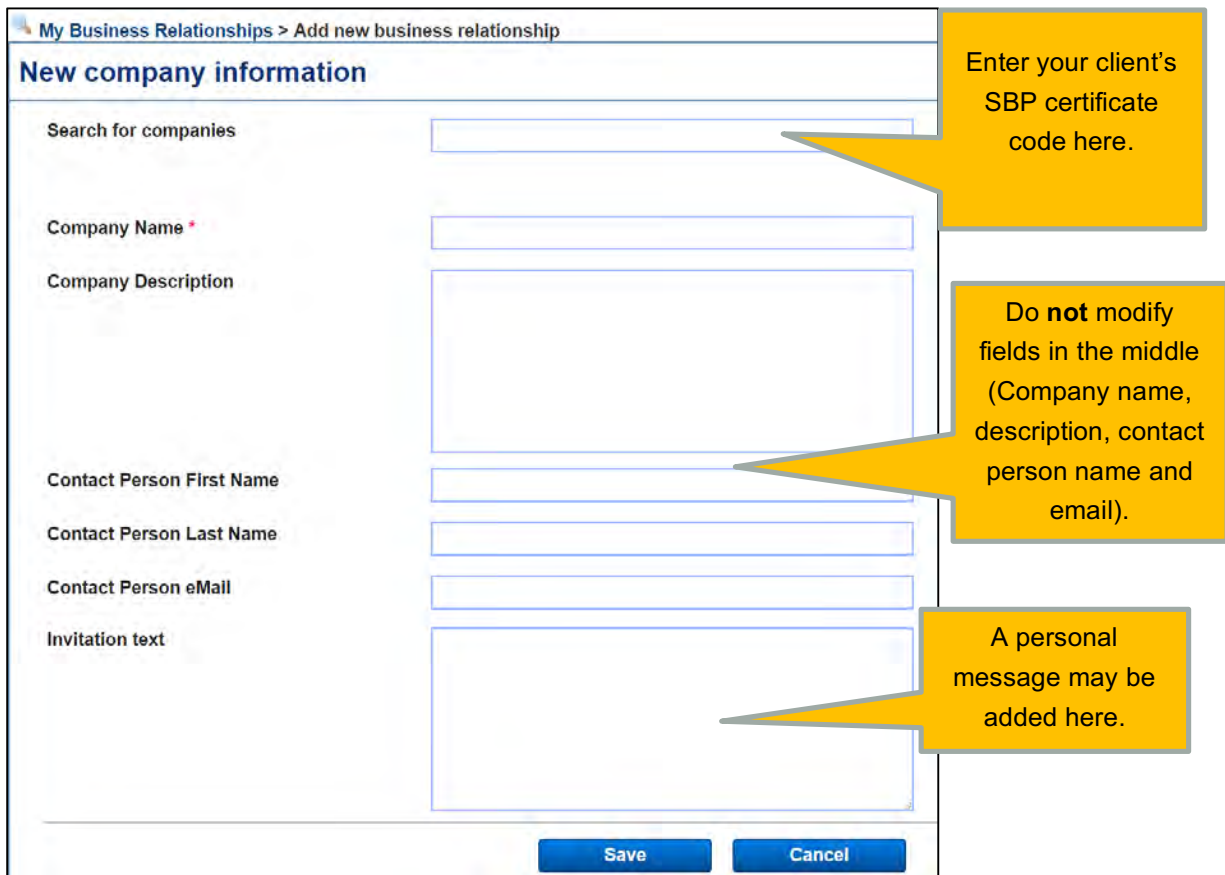 My Business Relationships > Add new business relationship
New company information
Search for companies
Enter your client's
SBP certificate
code here.
Company Name *
Company Description
Do not modify
fields in the middle
(Company name,
description, contact
person name and
email).
Contact Person First Name
Contact Person Last Name
Contact Person eMail
Invitation text
A personal
message may be
added here.
Save
Cancel